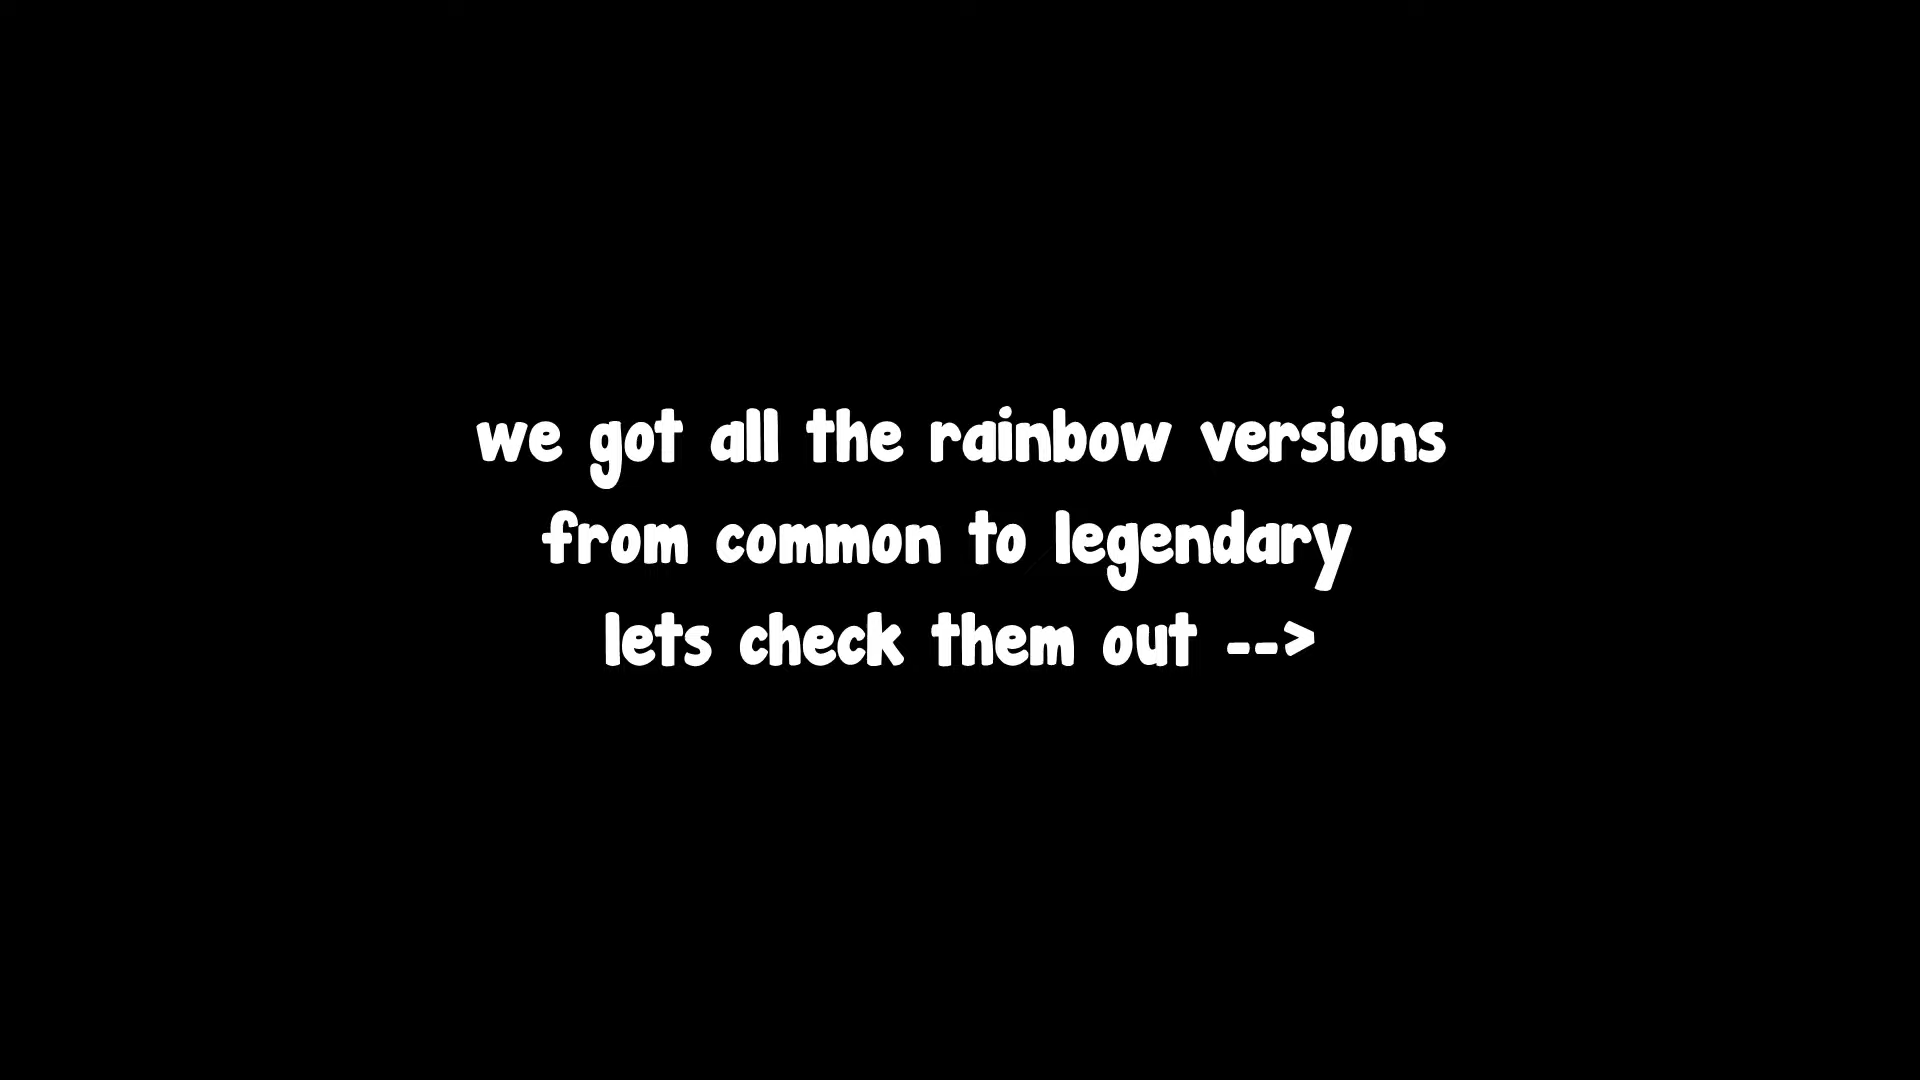 we got all the rainbow versions
from common to legendary
lets check them out -->